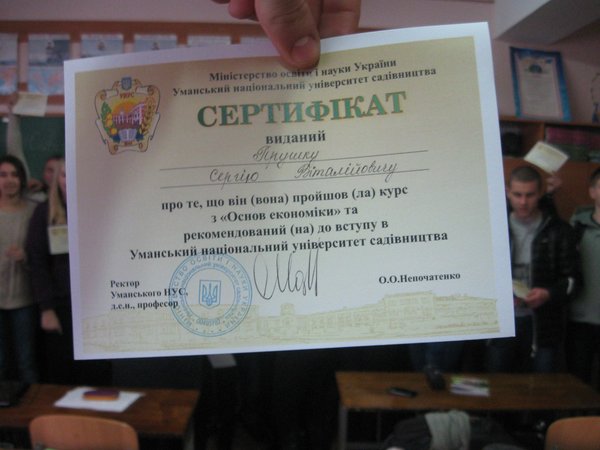 Міністерство освіти і науки України
Уманський національний університет садівництва
СЕРТИФІКАТ
виданий
Трушку
Сергію Віталійовичу
про те, що він (вона) пройшов (ла) курс
з «Основ економіки» та
рекомендований (на) до вступу в
Уманський національний університет садівництва
Ректор
Уманського НУС,
д.е.н., професор
О.О.Непочатенко